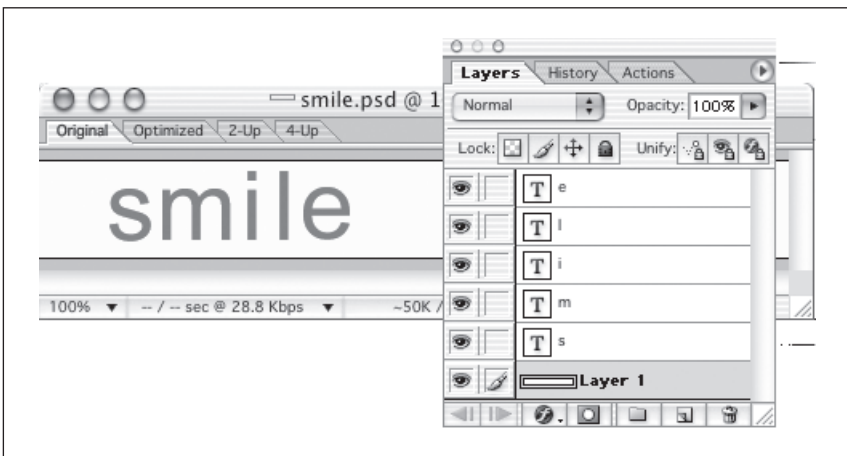 smile.psd @ 1
Original Optimized 2-Up 4-Up
smile
100% -- / -- sec @ 28.8 Kbps ~50K /
Layers History Actions
Normal Opacity: 100%
Lock: Unify:
T e
T l
T i
T m
T s
Layer 1